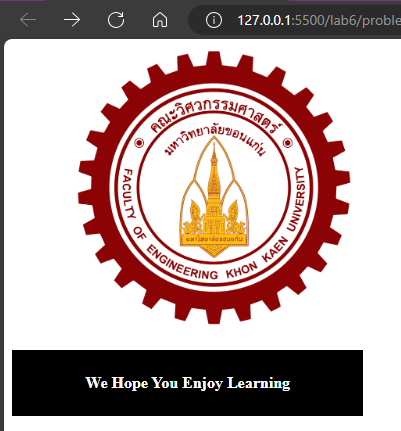 127.0.0.1:5500/lab6/proble
คณะวิศวกรรมศาสตร์
มหาวิทยาลัยขอนแก่น
มหาวิทยาลัยขอนแก่น
FACULTY OF ENGINEERING KHON KAEN UNIVERSITY
We Hope You Enjoy Learning